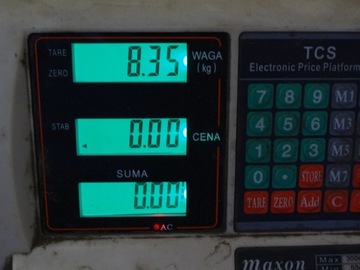 TARE
ZERO
8.35
WAGA
(kg)
STAB
0.00
CENA
SUMA
0.00
AC
TCS
Electronic Price Platform
7 8 9 M1
4 5 6 M3
1 2 3 M5
0 . STORE M7
TARE ZERO Add C
maxon
Max